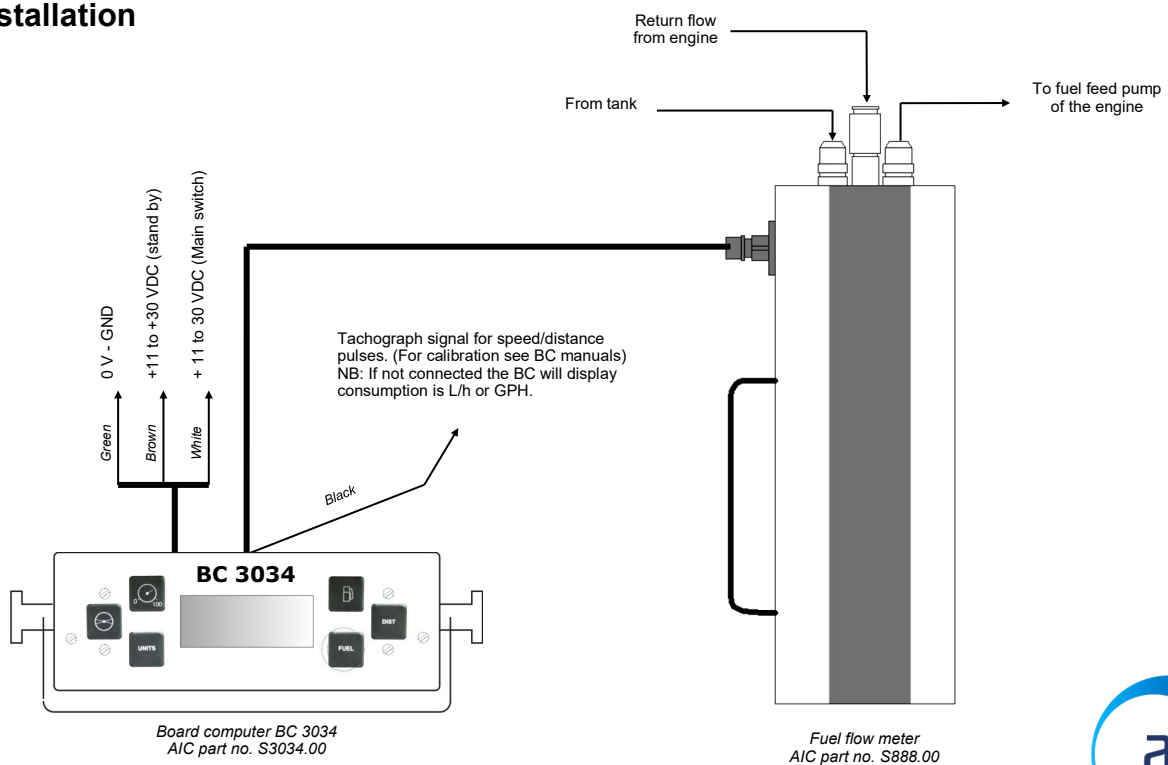 stallation
Return flow
from engine
From tank
To fuel feed pump
of the engine
0 V - GND
+11 to +30 VDC (stand by)
+ 11 to 30 VDC (Main switch)
Green
Brown
White
Tachograph signal for speed/distance
pulses. (For calibration see BC manuals)
NB: If not connected the BC will display
consumption is L/h or GPH.
Black
BC 3034
0 100
UNITS
DIST
FUEL
Board computer BC 3034
AIC part no. S3034.00
Fuel flow meter
AIC part no. S888.00
a